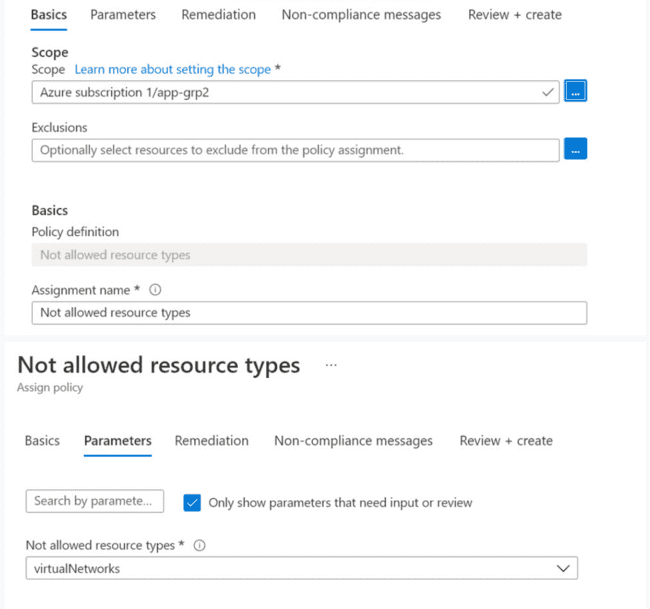 Basics Parameters Remediation Non-compliance messages Review + create
Scope
Scope Learn more about setting the scope *
Azure subscription 1/app-grp2 ...
Exclusions
Optionally select resources to exclude from the policy assignment. ...
Basics
Policy definition
Not allowed resource types
Assignment name *
Not allowed resource types
Not allowed resource types ...
Assign policy
Basics Parameters Remediation Non-compliance messages Review + create
Search by paramete... Only show parameters that need input or review
Not allowed resource types *
virtualNetworks